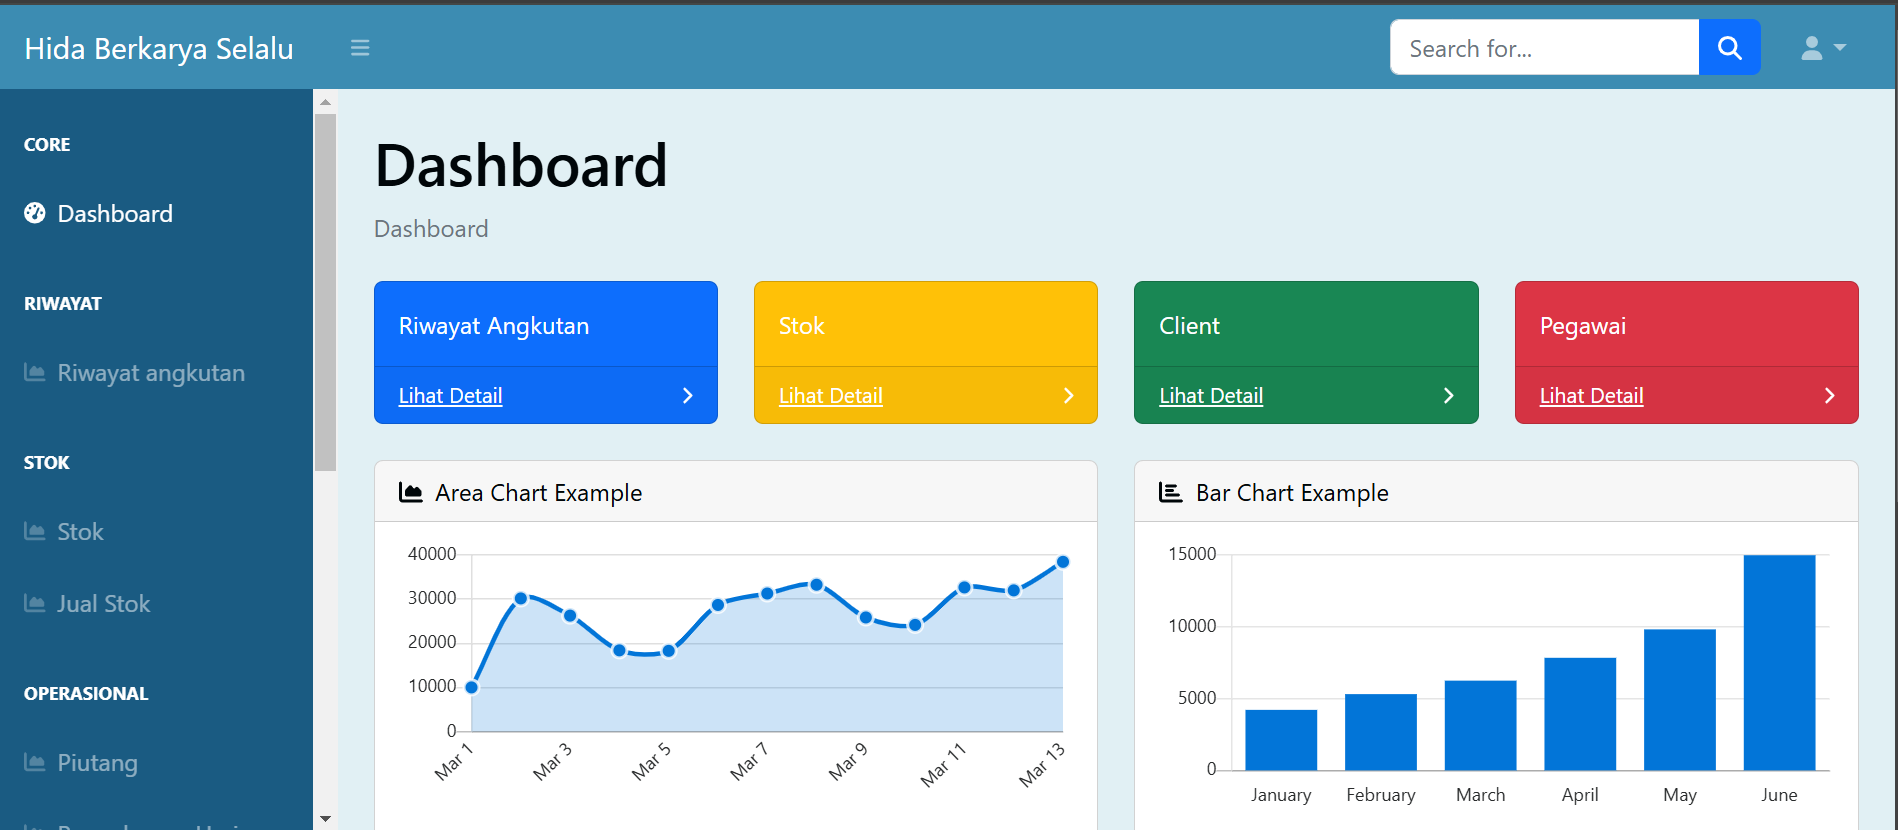 Hida Berkarya Selalu
Search for...
CORE
Dashboard
RIWAYAT
Riwayat angkutan
STOK
Stok
Jual Stok
OPERASIONAL
Piutang
Dashboard
Dashboard
Riwayat Angkutan
Lihat Detail
Stok
Lihat Detail
Client
Lihat Detail
Pegawai
Lihat Detail
Area Chart Example
40000
30000
20000
10000
0
Mar 1 Mar 3 Mar 5 Mar 7 Mar 9 Mar 11 Mar 13
Bar Chart Example
15000
10000
5000
0
January February March April May June